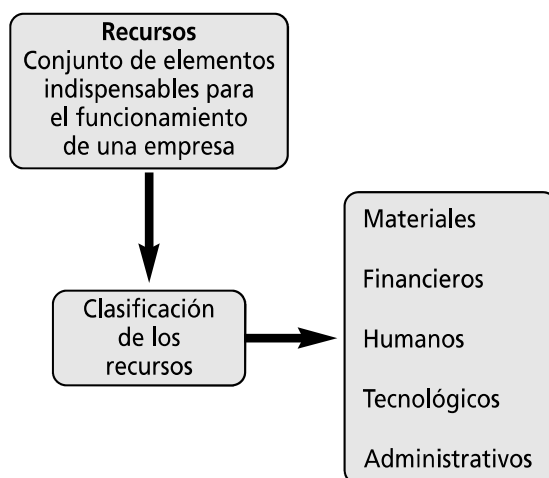 Recursos
Conjunto de elementos
indispensables para
el funcionamiento
de una empresa
Clasificación
de los
recursos
Materiales
Financieros
Humanos
Tecnológicos
Administrativos